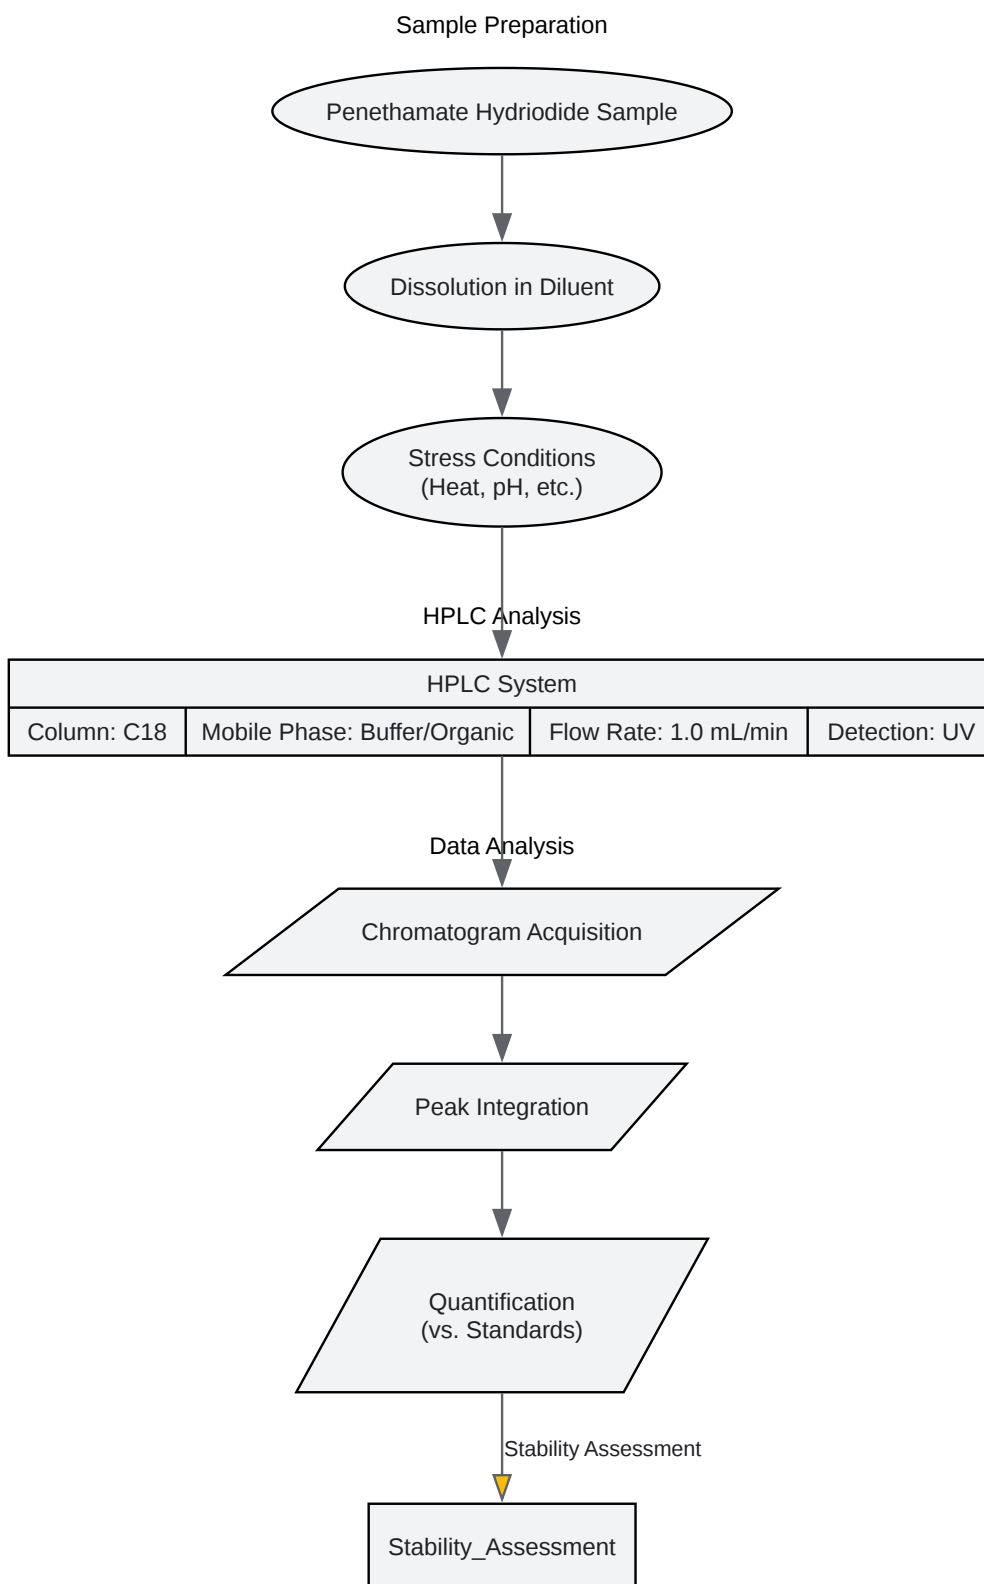 Sample Preparation
Penethamate Hydriodide Sample
Dissolution in Diluent
Stress Conditions
(Heat, pH, etc.)
HPLC Analysis
HPLC System
Column: C18
Mobile Phase: Buffer/Organic
Flow Rate: 1.0 mL/min
Detection: UV
Data Analysis
Chromatogram Acquisition
Peak Integration
Quantification
(vs. Standards)
Stability Assessment
Stability_Assessment